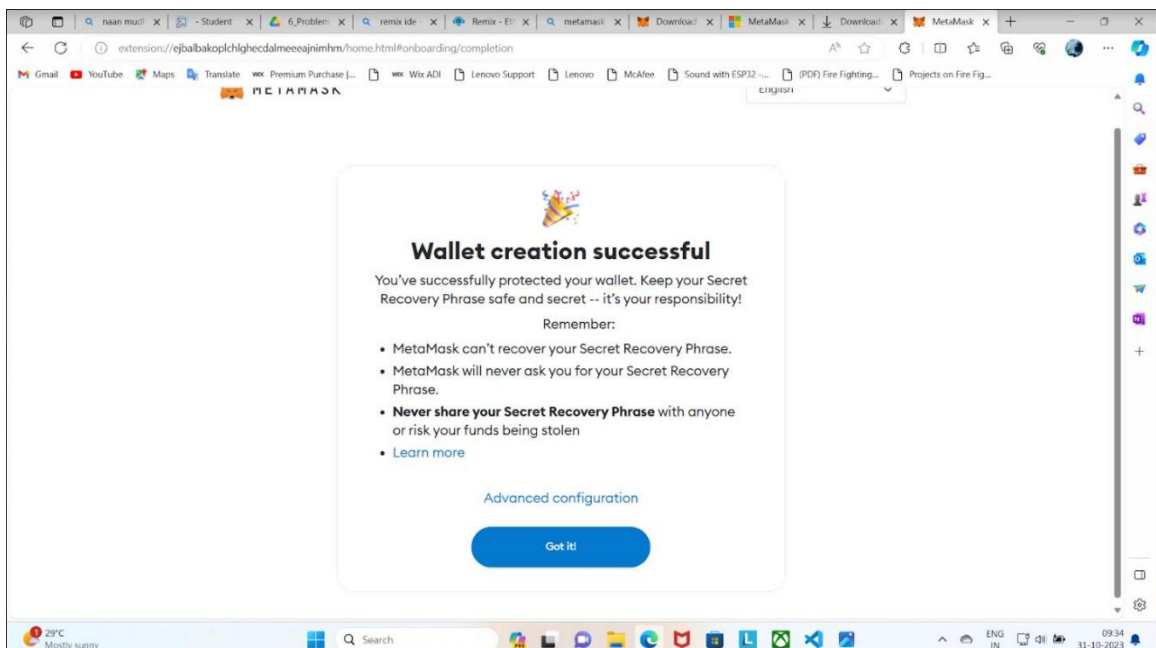 naan mudl
- Student
6_Problem
remix ide -
Remix - Eth
metamask
Download
MetaMask
Download
MetaMask
extension://ejbalbakoplchlghecdalmeeeajnimhm/home.html#onboarding/completion
Gmail YouTube Maps Translate Premium Purchase |... Wix ADI Lenovo Support Lenovo McAfee Sound with ESP32 -... (PDF) Fire Fighting... Projects on Fire Fig...
METAMASK
English
Wallet creation successful
You've successfully protected your wallet. Keep your Secret
Recovery Phrase safe and secret -- it's your responsibility!
Remember:
• MetaMask can't recover your Secret Recovery Phrase.
• MetaMask will never ask you for your Secret Recovery
Phrase.
• Never share your Secret Recovery Phrase with anyone
or risk your funds being stolen
• Learn more
Advanced configuration
Got it!
29°C
Mostly sunny
Search
ENG
IN
09:34
31-10-2023